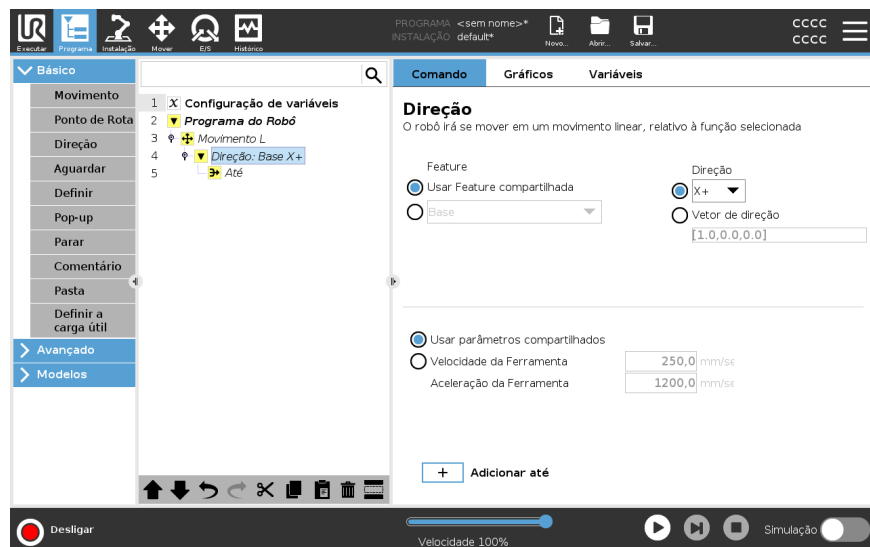 PROGRAMA <sem nome>*
INSTALAÇÃO default*
Executar Programa Instalação Mover E/S Histórico
Novo... Abrir... Salvar...
CCCC
CCCC
Básico
Movimento
Ponto de Rota
Direção
Aguardar
Definir
Pop-up
Parar
Comentário
Pasta
Definir a
carga útil
Avançado
Modelos
1 X Configuração de variáveis
2 Programa do Robô
3 Movimento L
4 Direção: Base X+
5 Até
Comando Gráficos Variáveis
Direção
O robô irá se mover em um movimento linear, relativo à função selecionada
Feature
Usar Feature compartilhada
Base
Direção
X+
Vetor de direção
[1.0,0.0,0.0]
Usar parâmetros compartilhados
Velocidade da Ferramenta 250,0 mm/se
Aceleração da Ferramenta 1200,0 mm/se
+ Adicionar até
Desligar
Velocidade 100%
Simulação